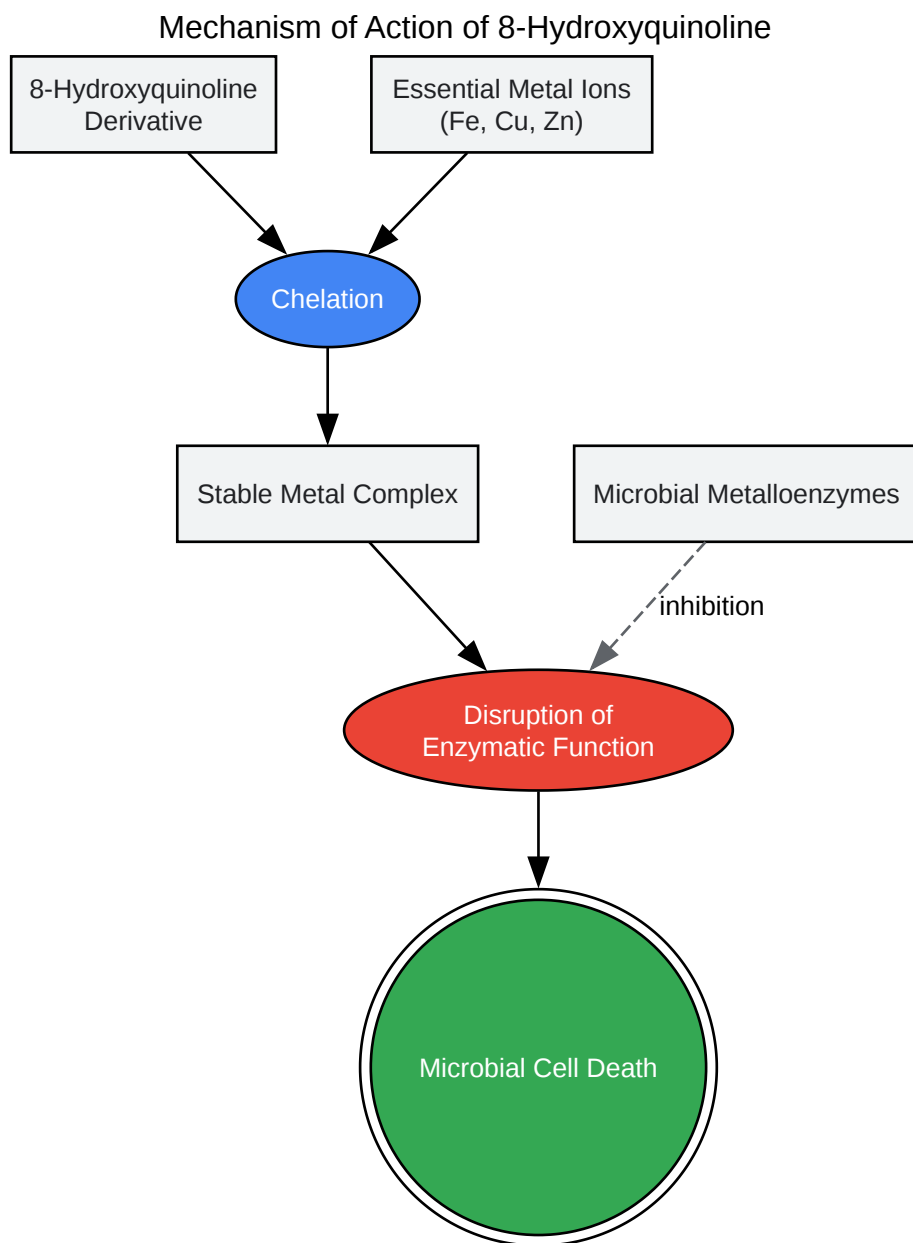 Mechanism of Action of 8-Hydroxyquinoline
8-Hydroxyquinoline
Derivative
Essential Metal Ions
(Fe, Cu, Zn)
Chelation
Stable Metal Complex
Microbial Metalloenzymes
inhibition
Disruption of
Enzymatic Function
Microbial Cell Death